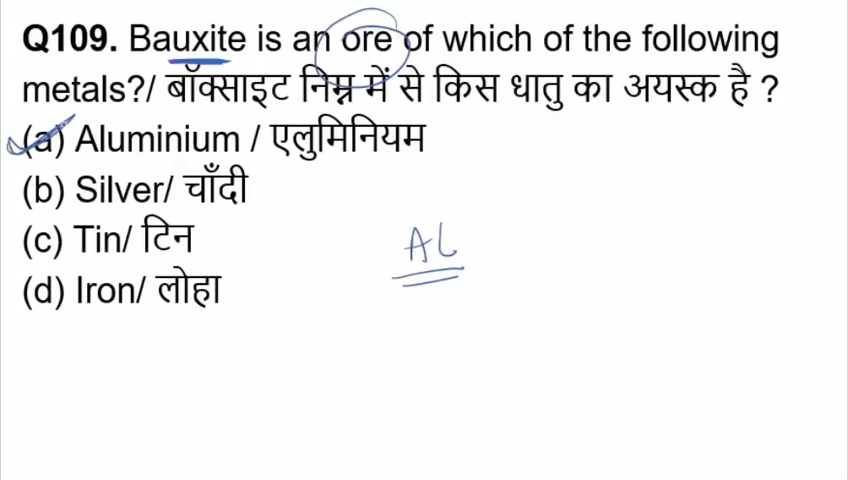 Q109. Bauxite is an ore of which of the following
metals?/ बॉक्साइट निम्न में से किस धातु का अयस्क है ?
(a) Aluminium / एलुमिनियम
(b) Silver/ चाँदी
(c) Tin/ टिन
Al
(d) Iron/ लोहा